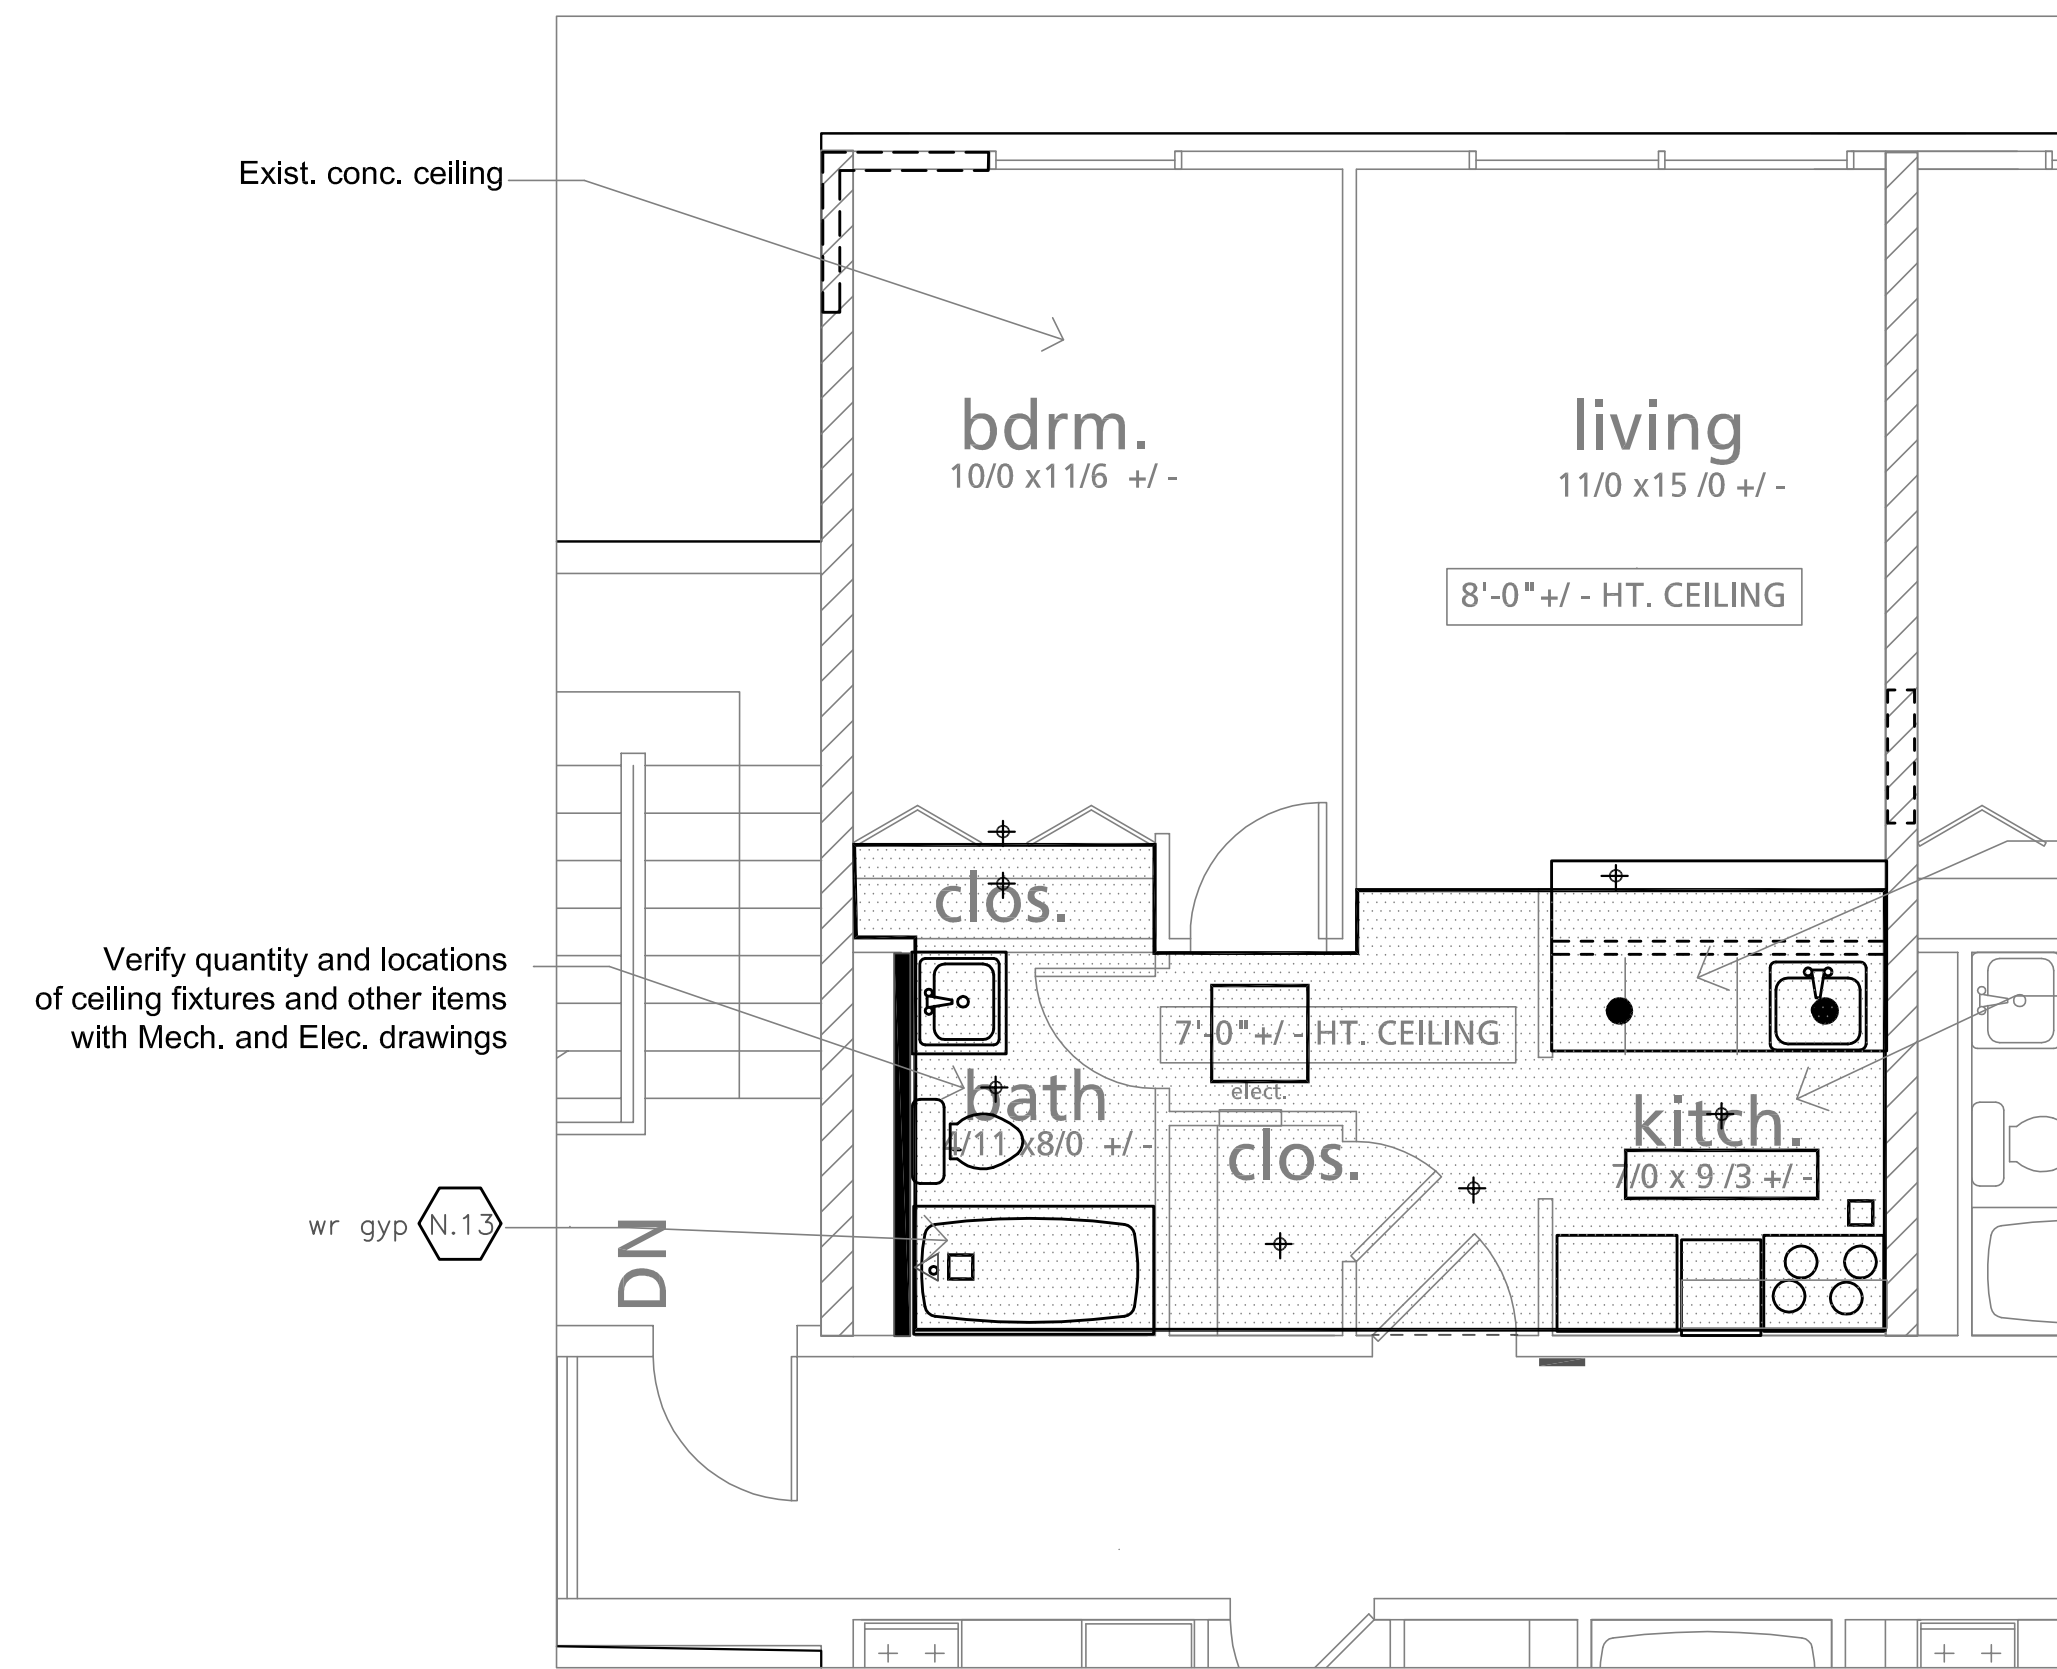 Exist. conc. ceiling
bdrm.
10/0 x11/6 +/ -
living
11/0 x15 /0 +/ -
8'-0"+/ - HT. CEILING
clos.
Verify quantity and locations
of ceiling fixtures and other items
with Mech. and Elec. drawings
7'-0"+/ - HT. CEILING
elect.
bath
4/11 x8/0 +/ -
clos.
kitch.
7/0 x 9 /3 +/ -
wr gyp N.13
DN